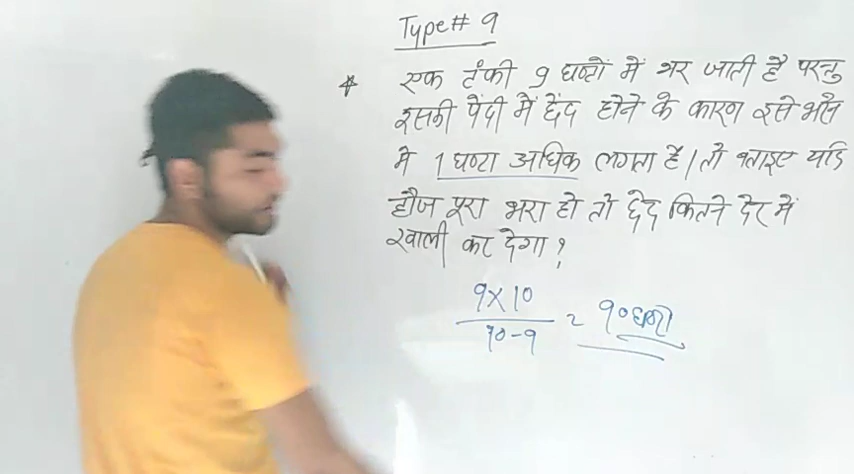 Type# 9
* एक टंकी 9 घण्टों में भर जाती है परन्तु
इसकी पेंदी में छेद होने के कारण इसे भरने
मे 1 घण्टा अधिक लगता है। तो बताइए यदि
हौज पूरा भरा हो तो छेद कितने देर में
खाली कर देगा ?
9×10
10-9 = 90 घण्टा